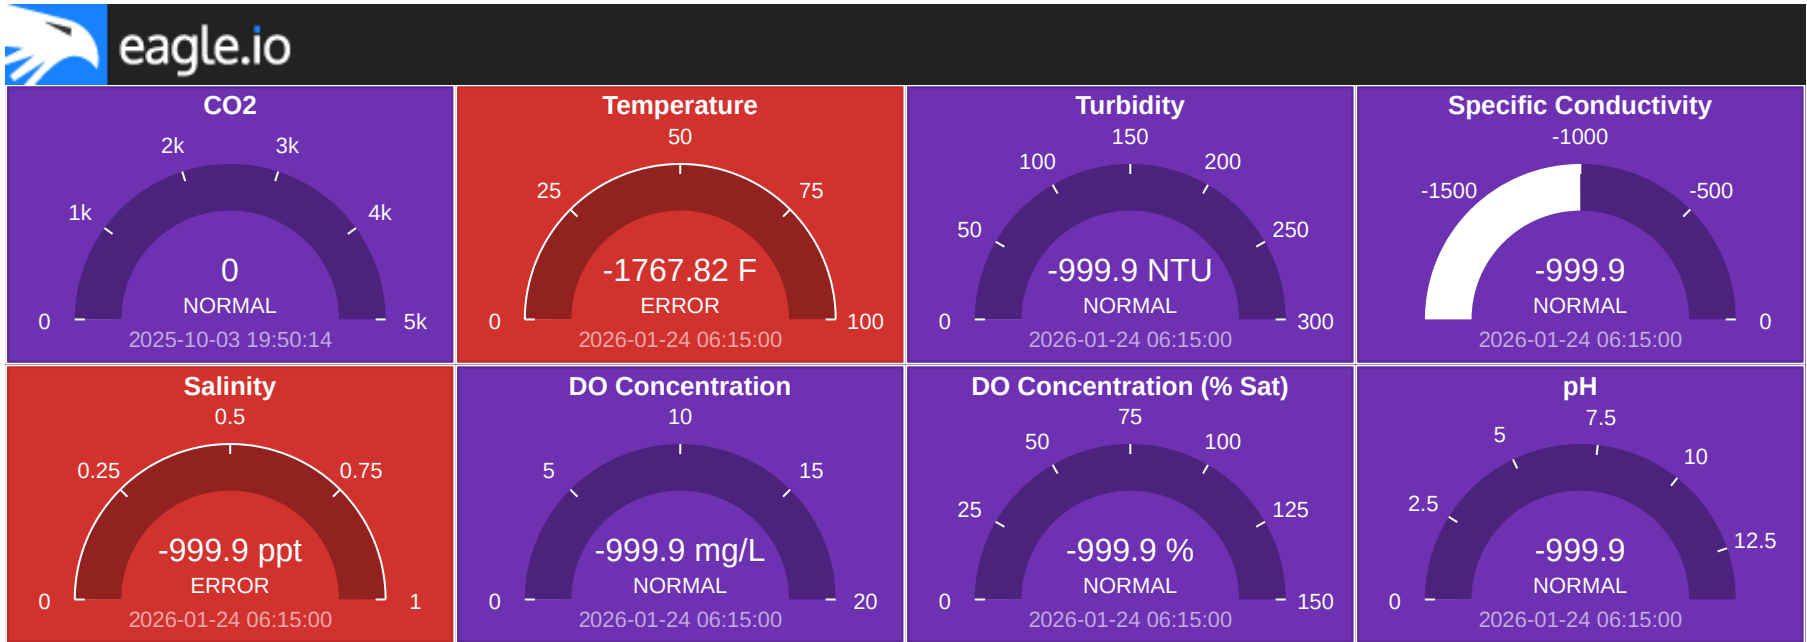 eagle.io
CO2
0
1k
2k
3k
4k
5k
0
NORMAL
2025-10-03 19:50:14
Temperature
0
25
50
75
100
-1767.82 F
ERROR
2026-01-24 06:15:00
Turbidity
0
50
100
150
200
250
300
-999.9 NTU
NORMAL
2026-01-24 06:15:00
Specific Conductivity
-1500
-1000
-500
0
-999.9
NORMAL
2026-01-24 06:15:00
Salinity
0
0.25
0.5
0.75
1
-999.9 ppt
ERROR
2026-01-24 06:15:00
DO Concentration
0
5
10
15
20
-999.9 mg/L
NORMAL
2026-01-24 06:15:00
DO Concentration (% Sat)
0
25
50
75
100
125
150
-999.9 %
NORMAL
2026-01-24 06:15:00
pH
0
2.5
5
7.5
10
12.5
-999.9
NORMAL
2026-01-24 06:15:00